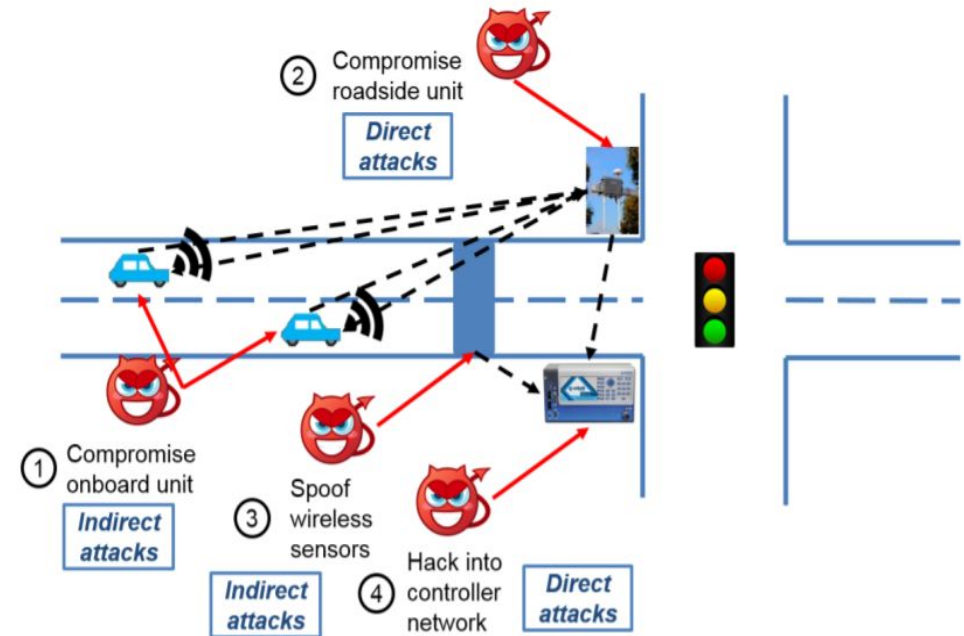 2 Compromise
roadside unit
Direct
attacks
1 Compromise
onboard unit
Indirect
attacks
3 Spoof
wireless
sensors
Indirect
attacks
4 Hack into
controller
network
Direct
attacks